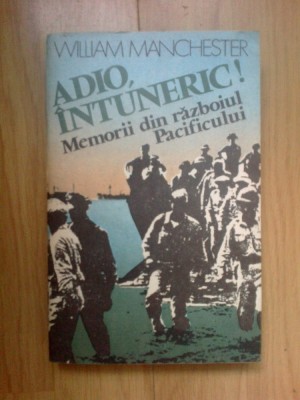 WILLIAM MANCHESTER
ADIO,
ÎNTUNERIC!
Memorii din războiul
Pacificului